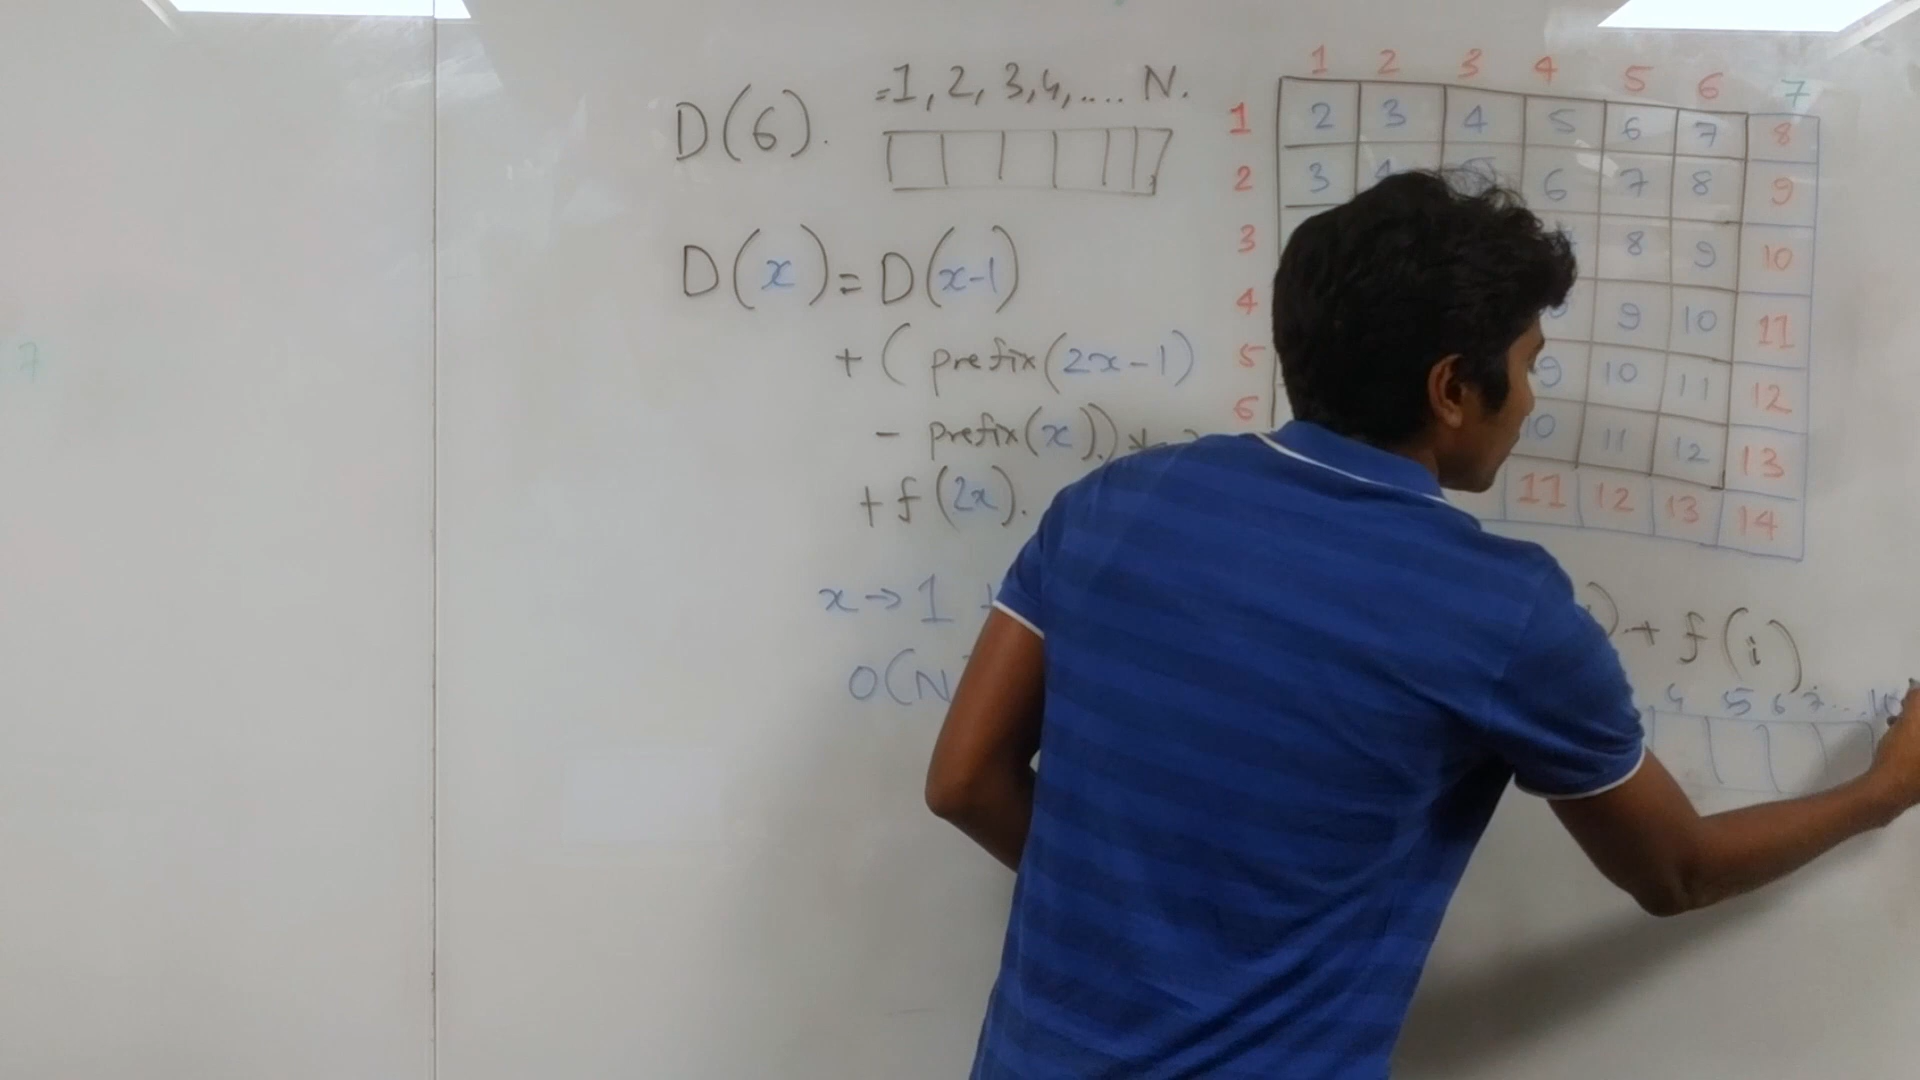 =1, 2, 3, 4, .... N.
D(6).
D(x) = D(x-1)
+ ( prefix(2x-1)
- prefix(x))
+ f(2x).
x → 1
O(N
1 2 3 4 5 6 7
1 2 3 4 5 6 7 8
2 3 6 7 8 9
3 8 9 10
4 9 10 11
5 9 10 11 12
6 10 11 12 13
11 12 13 14
) + f(i)
5 6 7 ...
7